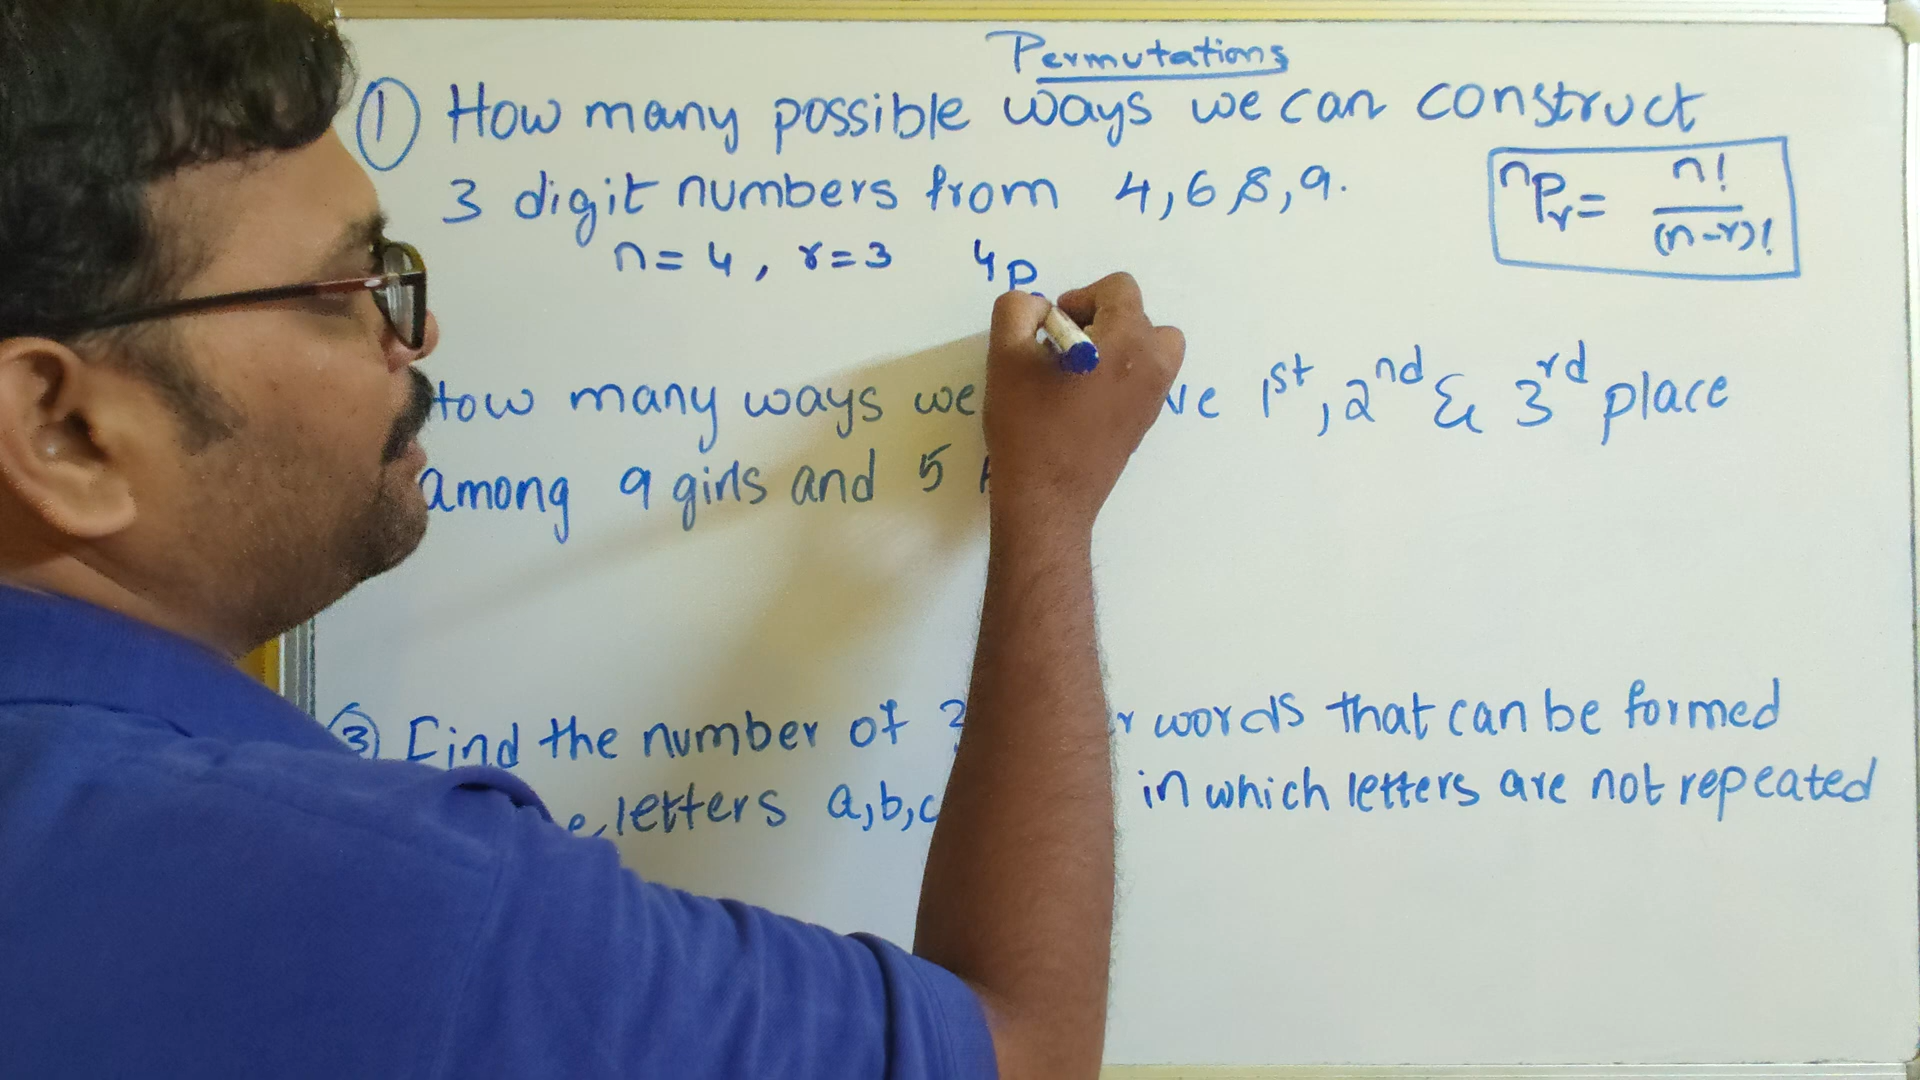 Permutations
① How many possible ways we can construct
3 digit numbers from 4,6,8,9.
n = 4, r = 3 4P
nPr = n!/(n-r)!
How many ways we 1st, 2nd & 3rd place
among 9 girls and 5
③ Find the number of words that can be formed
letters a,b,c in which letters are not repeated